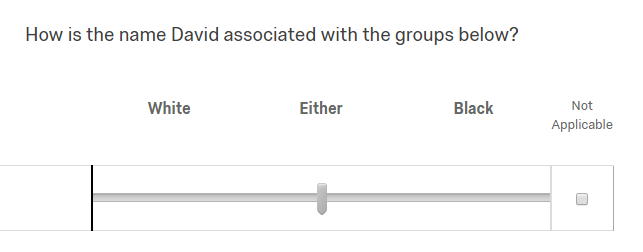 How is the name David associated with the groups below?
White Either Black Not
Applicable